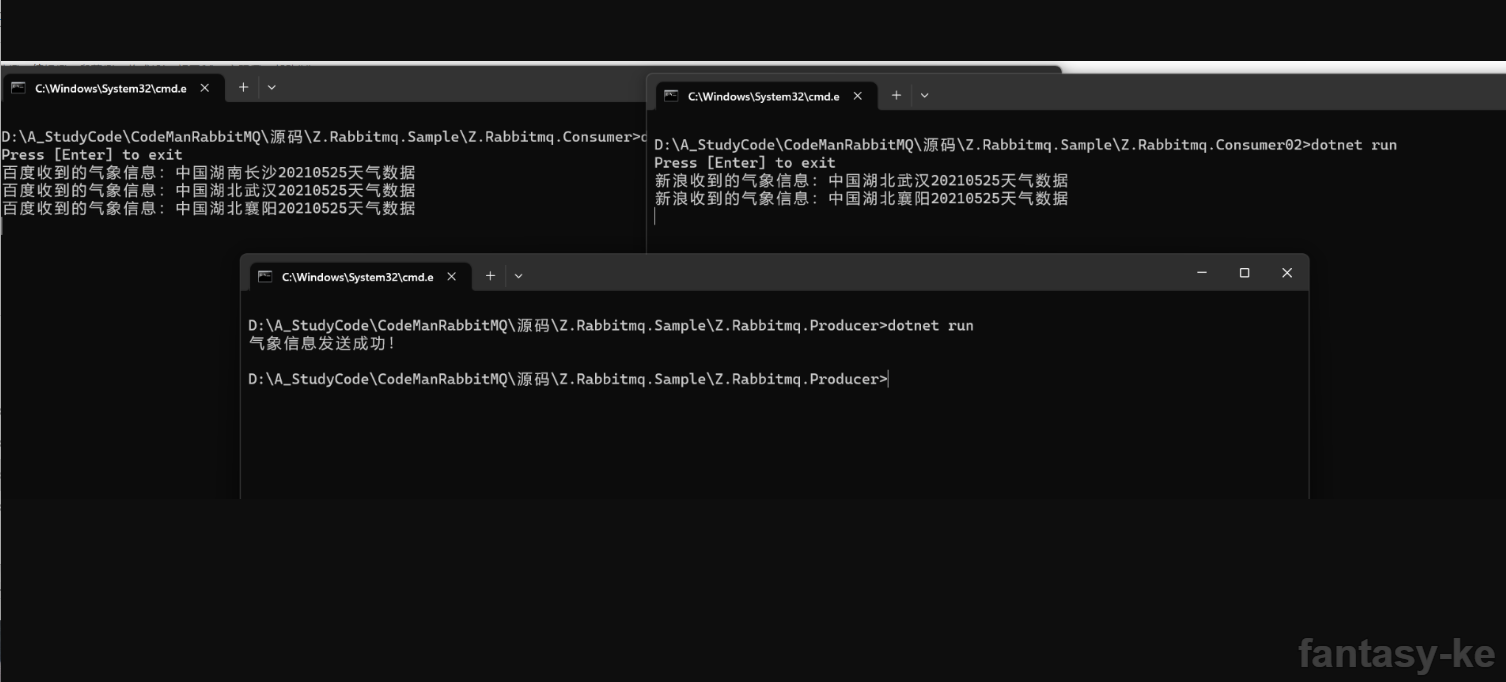 C:\Windows\System32\cmd.e
D:\A_StudyCode\CodeManRabbitMQ\源码\Z.Rabbitmq.Sample\Z.Rabbitmq.Consumer>
Press [Enter] to exit
百度收到的气象信息：中国湖南长沙20210525天气数据
百度收到的气象信息：中国湖北武汉20210525天气数据
百度收到的气象信息：中国湖北襄阳20210525天气数据
C:\Windows\System32\cmd.e
D:\A_StudyCode\CodeManRabbitMQ\源码\Z.Rabbitmq.Sample\Z.Rabbitmq.Consumer02>dotnet run
Press [Enter] to exit
新浪收到的气象信息：中国湖北武汉20210525天气数据
新浪收到的气象信息：中国湖北襄阳20210525天气数据
C:\Windows\System32\cmd.e
D:\A_StudyCode\CodeManRabbitMQ\源码\Z.Rabbitmq.Sample\Z.Rabbitmq.Producer>dotnet run
气象信息发送成功！
D:\A_StudyCode\CodeManRabbitMQ\源码\Z.Rabbitmq.Sample\Z.Rabbitmq.Producer>
fantasy-ke